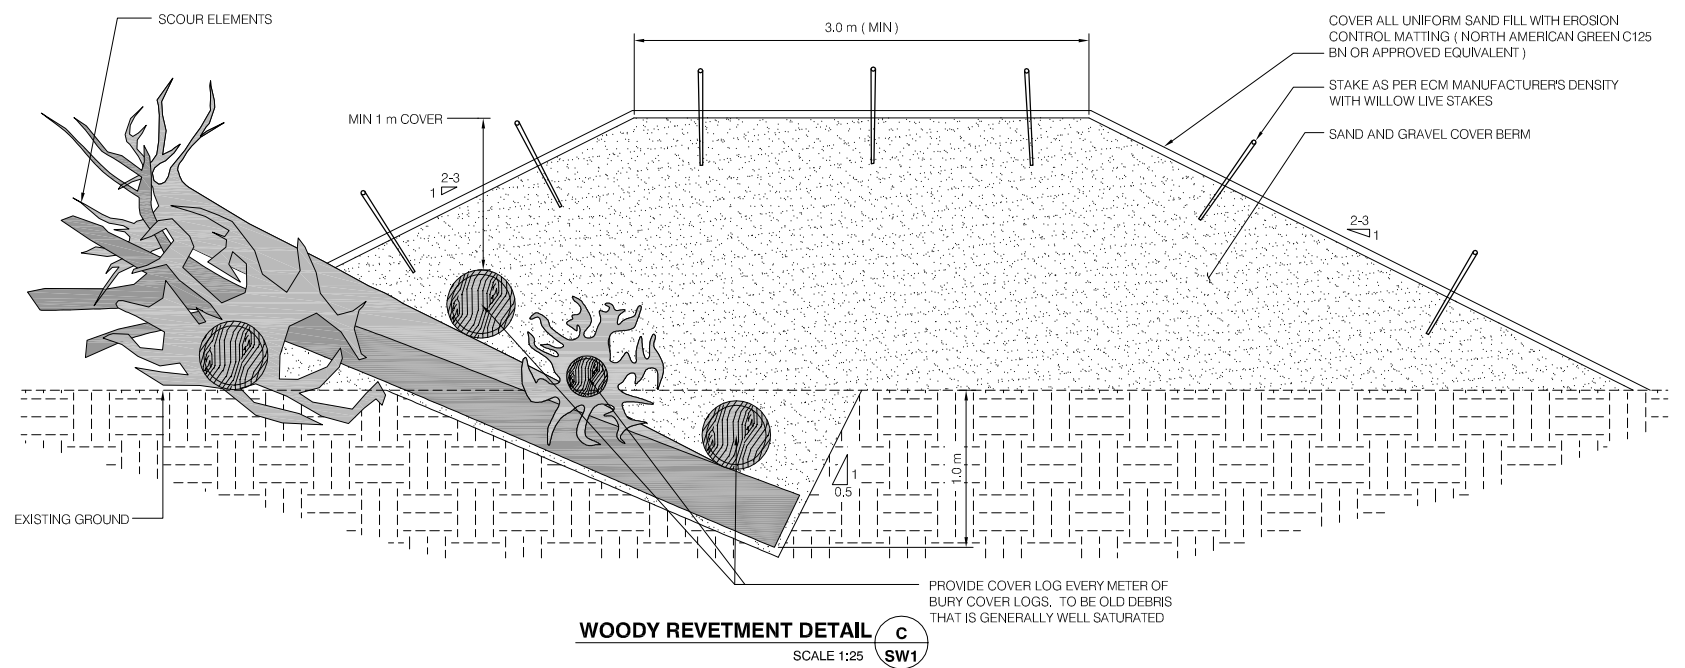 SCOUR ELEMENTS
3.0 m ( MIN )
COVER ALL UNIFORM SAND FILL WITH EROSION
CONTROL MATTING ( NORTH AMERICAN GREEN C125
BN OR APPROVED EQUIVALENT )
STAKE AS PER ECM MANUFACTURER'S DENSITY
WITH WILLOW LIVE STAKES
MIN 1 m COVER
SAND AND GRAVEL COVER BERM
2-3
1
2-3
1
1
0.5
1.0 m
EXISTING GROUND
PROVIDE COVER LOG EVERY METER OF
BURY COVER LOGS. TO BE OLD DEBRIS
THAT IS GENERALLY WELL SATURATED
WOODY REVETMENT DETAIL
C
SCALE 1:25
SW1